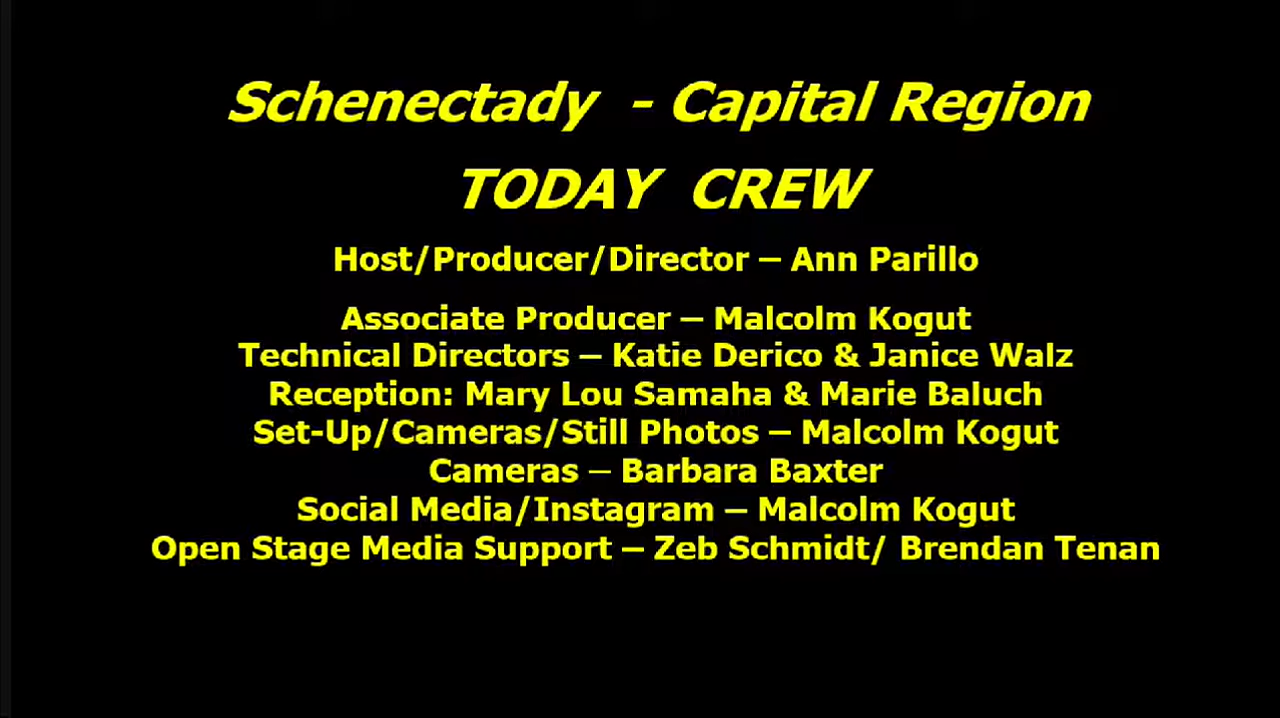 Schenectady - Capital Region
TODAY CREW
Host/Producer/Director – Ann Parillo
Associate Producer – Malcolm Kogut
Technical Directors – Katie Derico & Janice Walz
Reception: Mary Lou Samaha & Marie Baluch
Set-Up/Cameras/Still Photos – Malcolm Kogut
Cameras – Barbara Baxter
Social Media/Instagram – Malcolm Kogut
Open Stage Media Support – Zeb Schmidt/ Brendan Tenan